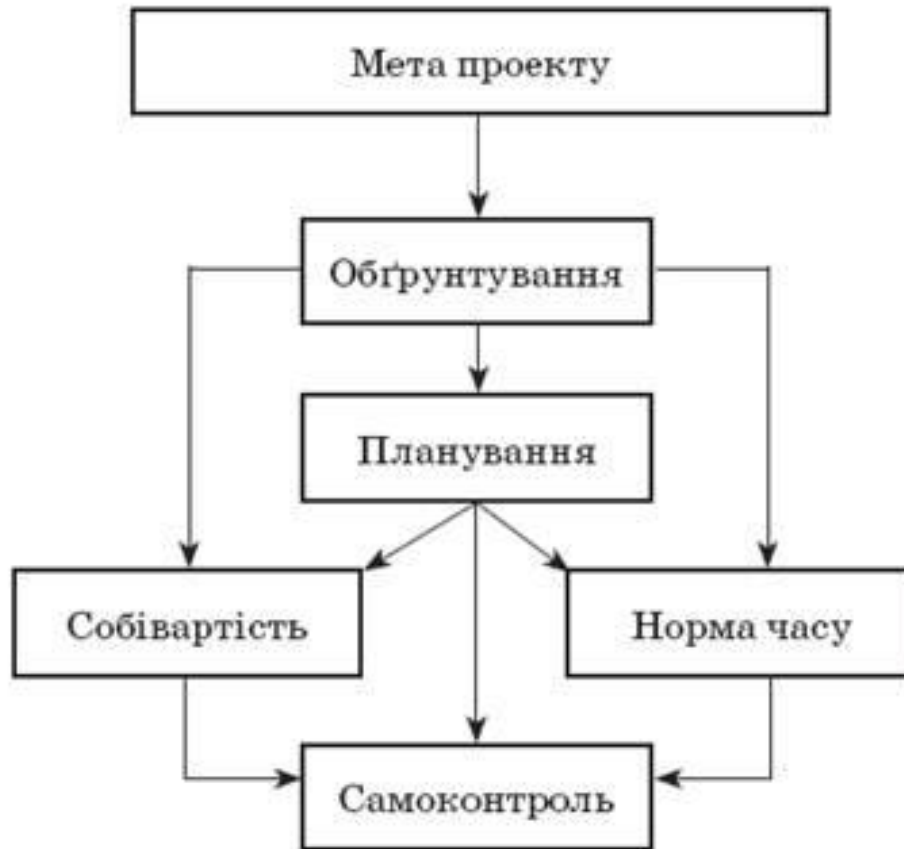 Мета проекту
Обґрунтування
Планування
Собівартість
Норма часу
Самоконтроль